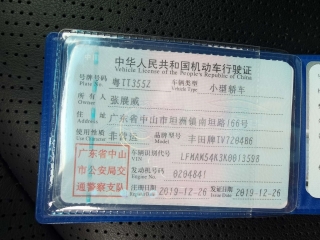 中华人民共和国机动车行驶证
Vehicle License of the People's Republic of China
号牌号码 粤TT355Z 车辆类型 小型轿车
Plate No. Vehicle Type
所有人 张展威
Owner
住址 广东省中山市坦洲镇南坦路166号
Address
使用性质 非营运 品牌型号 丰田牌TV7204B6
Use Character Model
广东省中山 车辆识别代号 LFMAK54K3K0013598
市公安局交 VIN
通警察支队 发动机号码 0204841
注册日期 2019-12-26 发证日期 2019-12-26